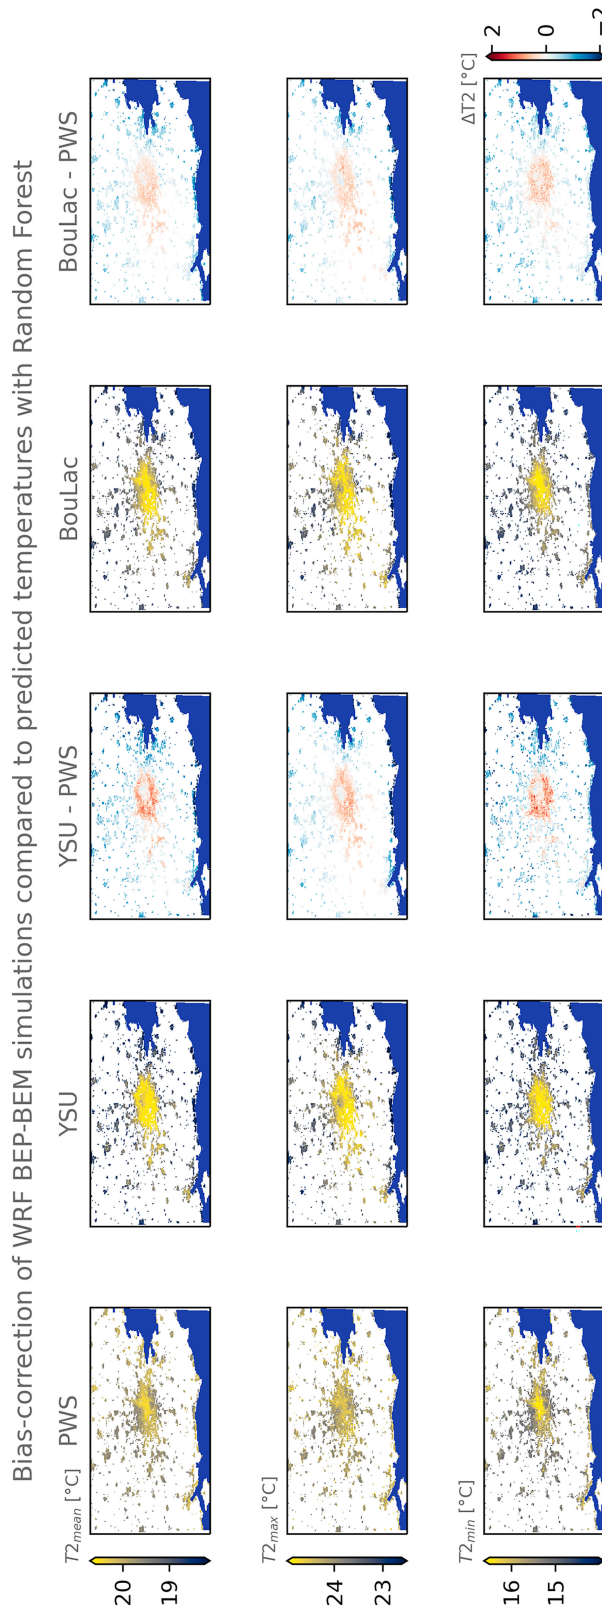 Bias-correction of WRF BEP-BEM simulations compared to predicted temperatures with Random Forest
PWS
YSU
YSU - PWS
BouLac
BouLac - PWS
T2mean [°C]
20
19
T2max [°C]
24
23
T2min [°C]
16
15
ΔT2 [°C]
2
0
−2